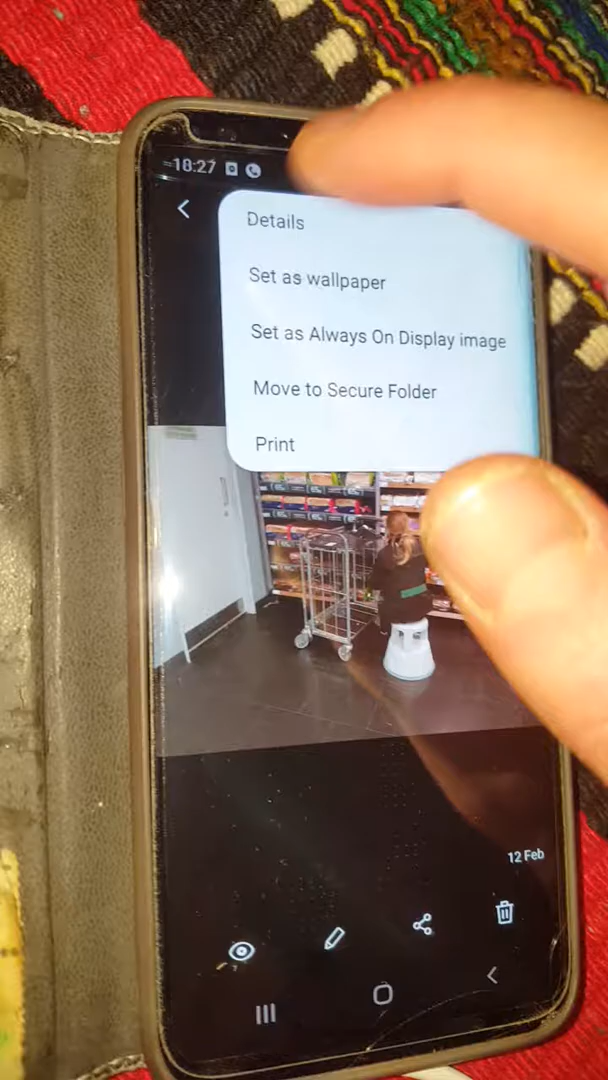 18:27
Details
Set as wallpaper
Set as Always On Display image
Move to Secure Folder
Print
12 Feb